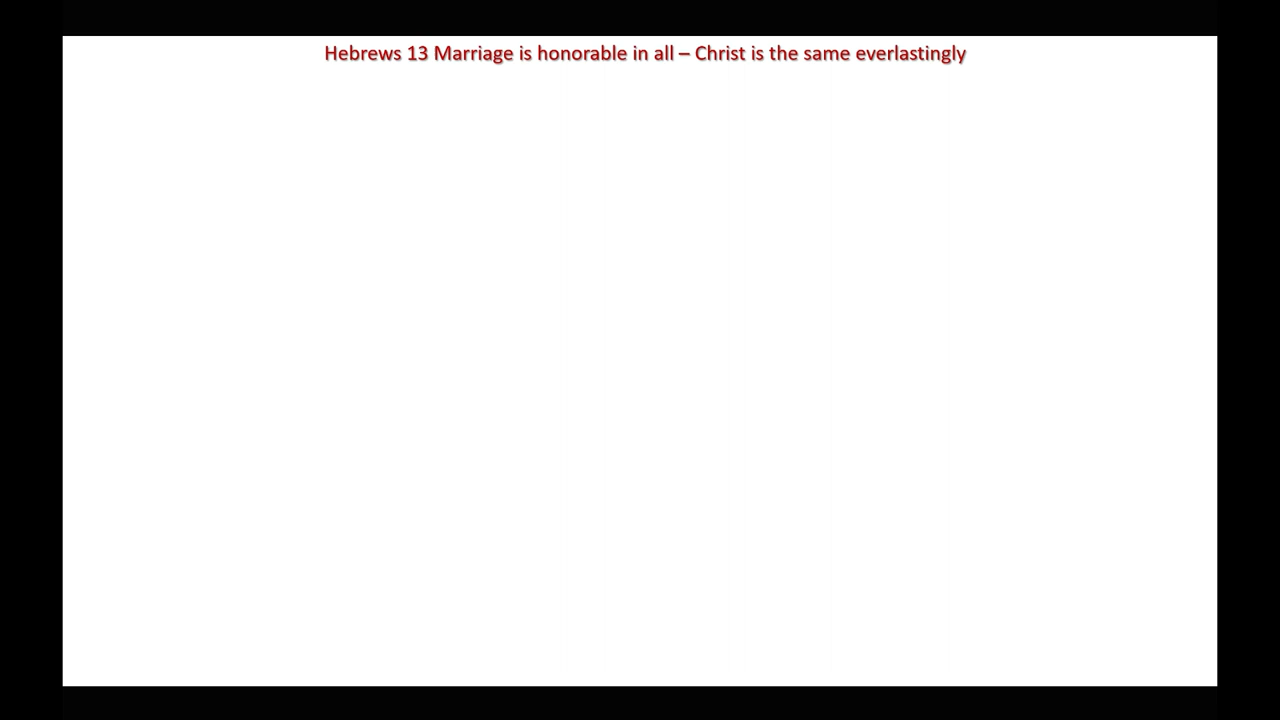 Hebrews 13 Marriage is honorable in all – Christ is the same everlastingly